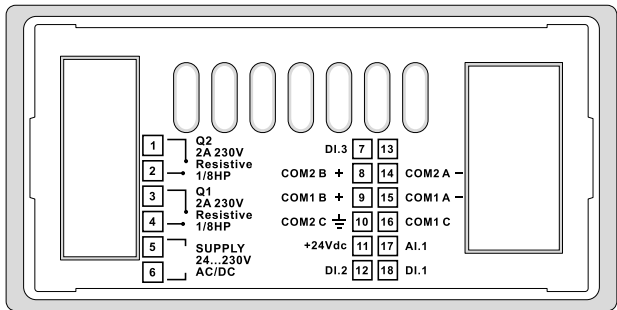 1 Q2
2A 230V
2 Resistive
1/8HP
3 Q1
2A 230V
4 Resistive
1/8HP
5 SUPPLY
24...230V
6 AC/DC
DI.3 7 13
COM2 B + 8 14 COM2 A –
COM1 B + 9 15 COM1 A –
COM2 C 10 16 COM1 C
+24Vdc 11 17 AI.1
DI.2 12 18 DI.1